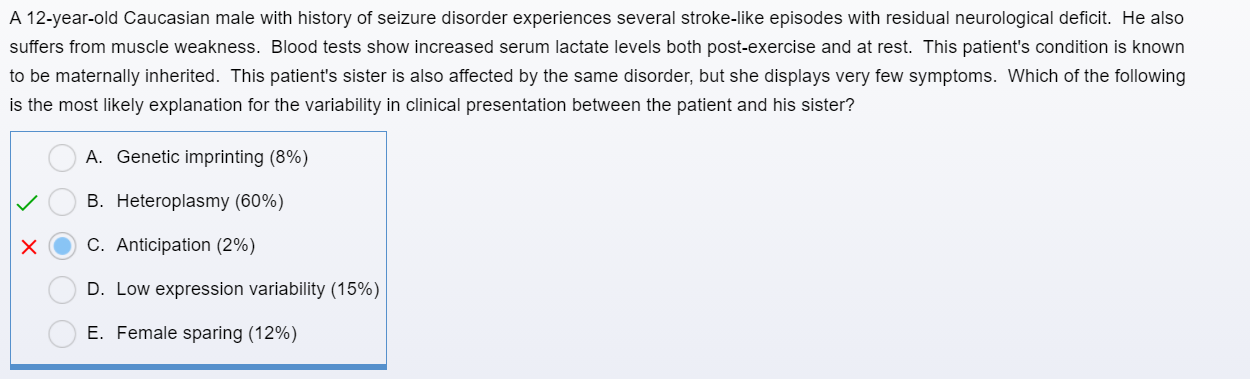 A 12-year-old Caucasian male with history of seizure disorder experiences several stroke-like episodes with residual neurological deficit.  He also
suffers from muscle weakness.  Blood tests show increased serum lactate levels both post-exercise and at rest.  This patient's condition is known
to be maternally inherited.  This patient's sister is also affected by the same disorder, but she displays very few symptoms.  Which of the following
is the most likely explanation for the variability in clinical presentation between the patient and his sister?
A. Genetic imprinting (8%)
B. Heteroplasmy (60%)
C. Anticipation (2%)
D. Low expression variability (15%)
E. Female sparing (12%)